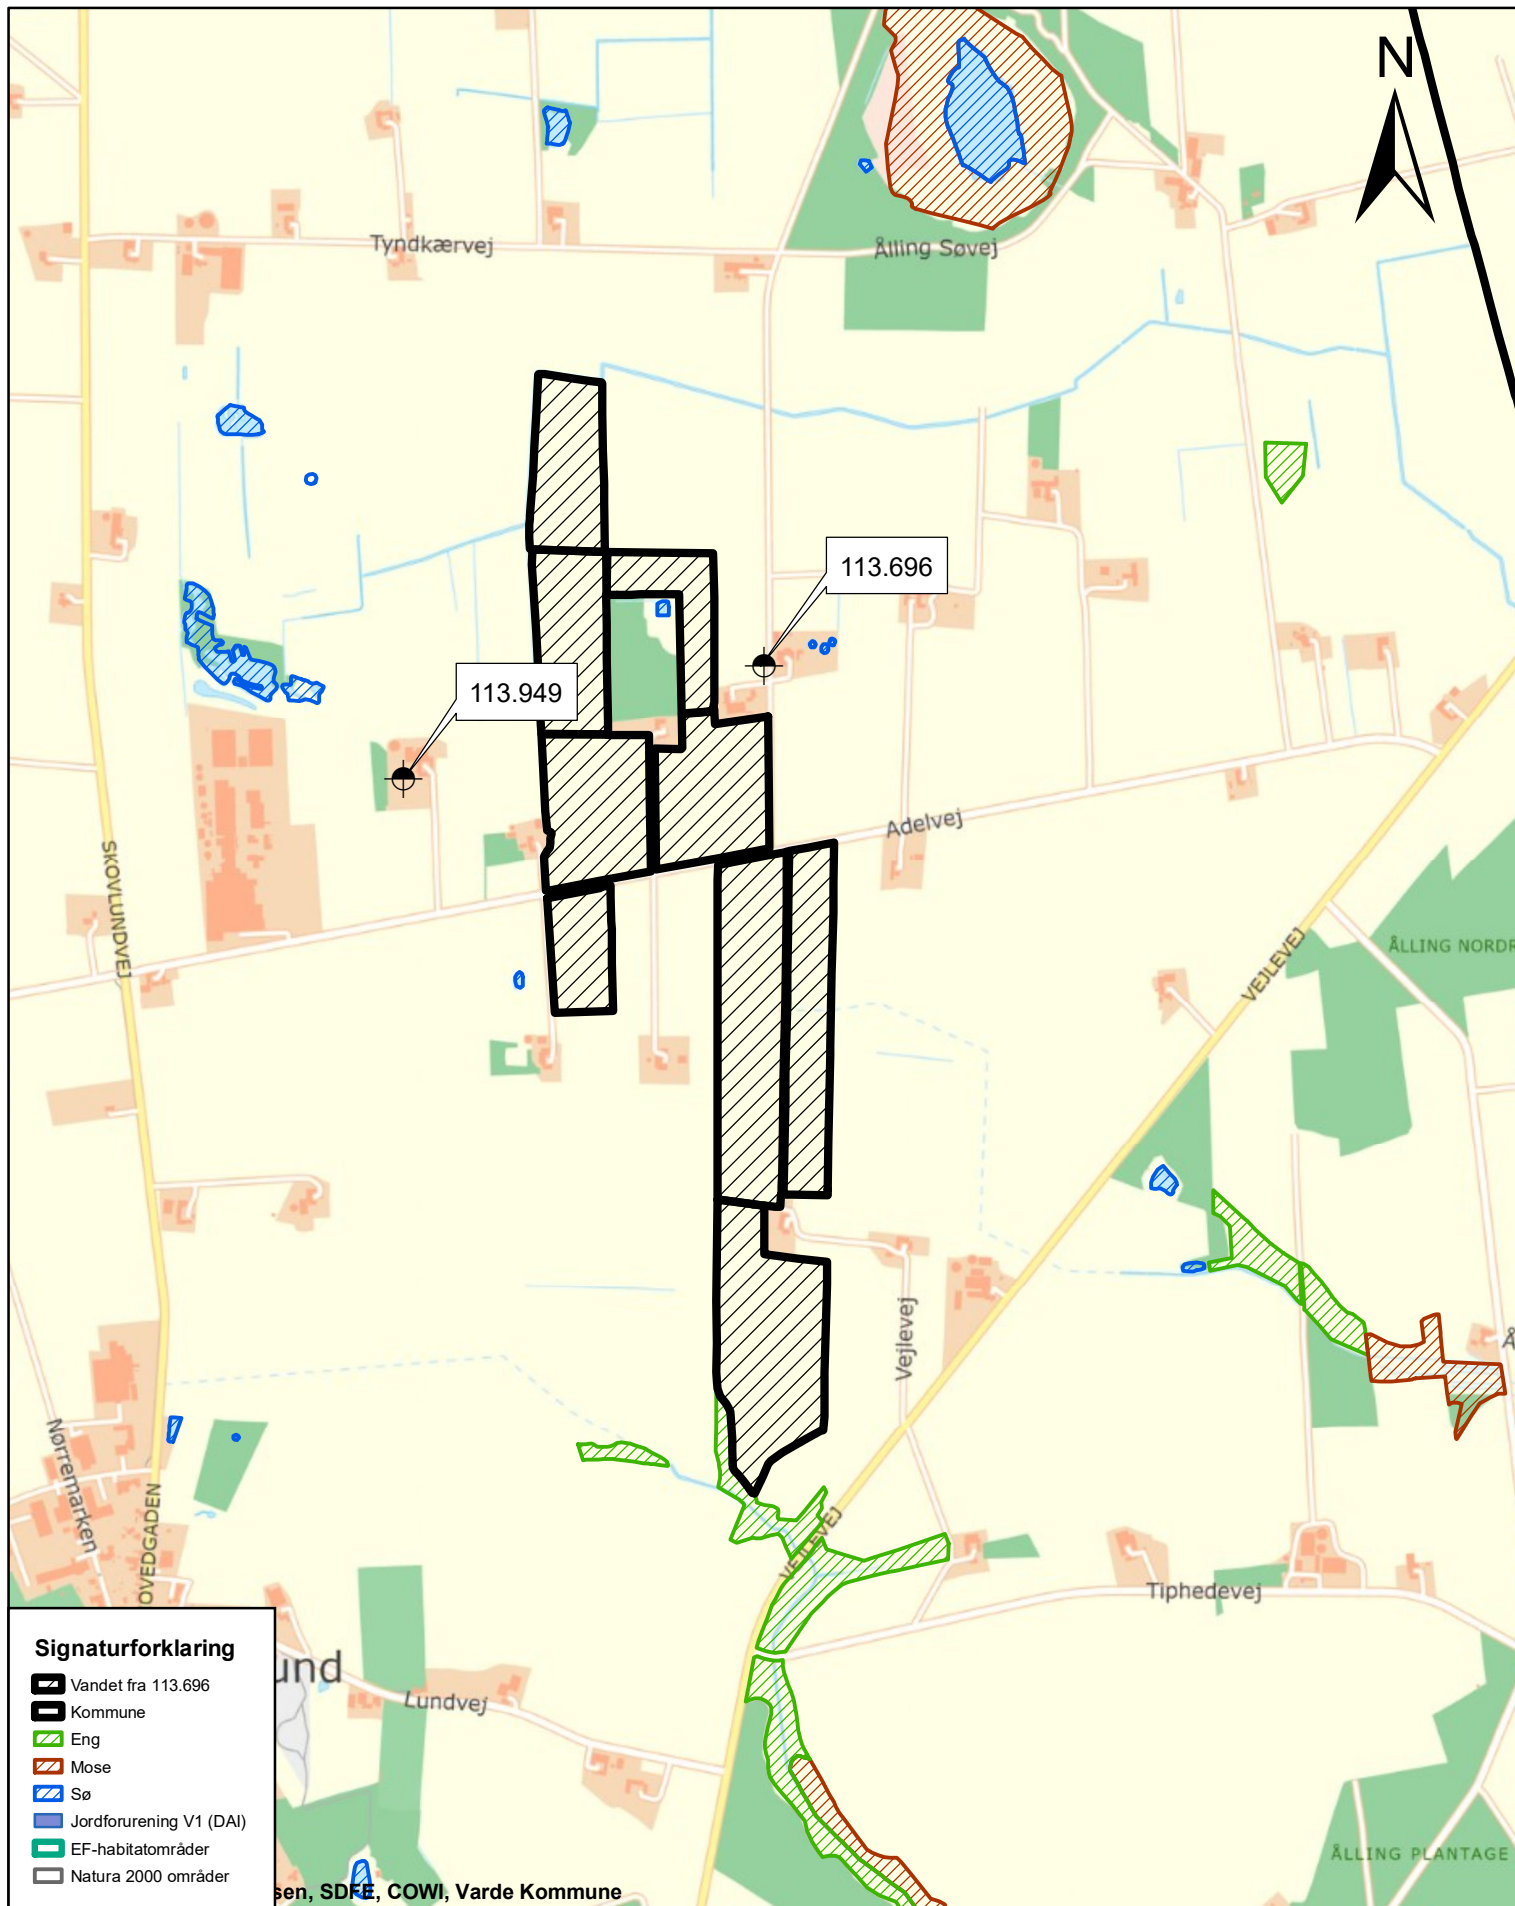 N
Tyndkærvej
Ålling Søvej
113.696
113.949
Adelvej
SKOVLUNDVEJ
VEJLEVEJ
ÅLLING NORDR
Vejlevej
Å
Nørremarken
OVEDGADEN
VEJLEVEJ
Tiphedevej
und
Lundvej
ÅLLING PLANTAGE
Signaturforklaring
Vandet fra 113.696
Kommune
Eng
Mose
Sø
Jordforurening V1 (DAI)
EF-habitatområder
Natura 2000 områder
sen, SDFE, COWI, Varde Kommune